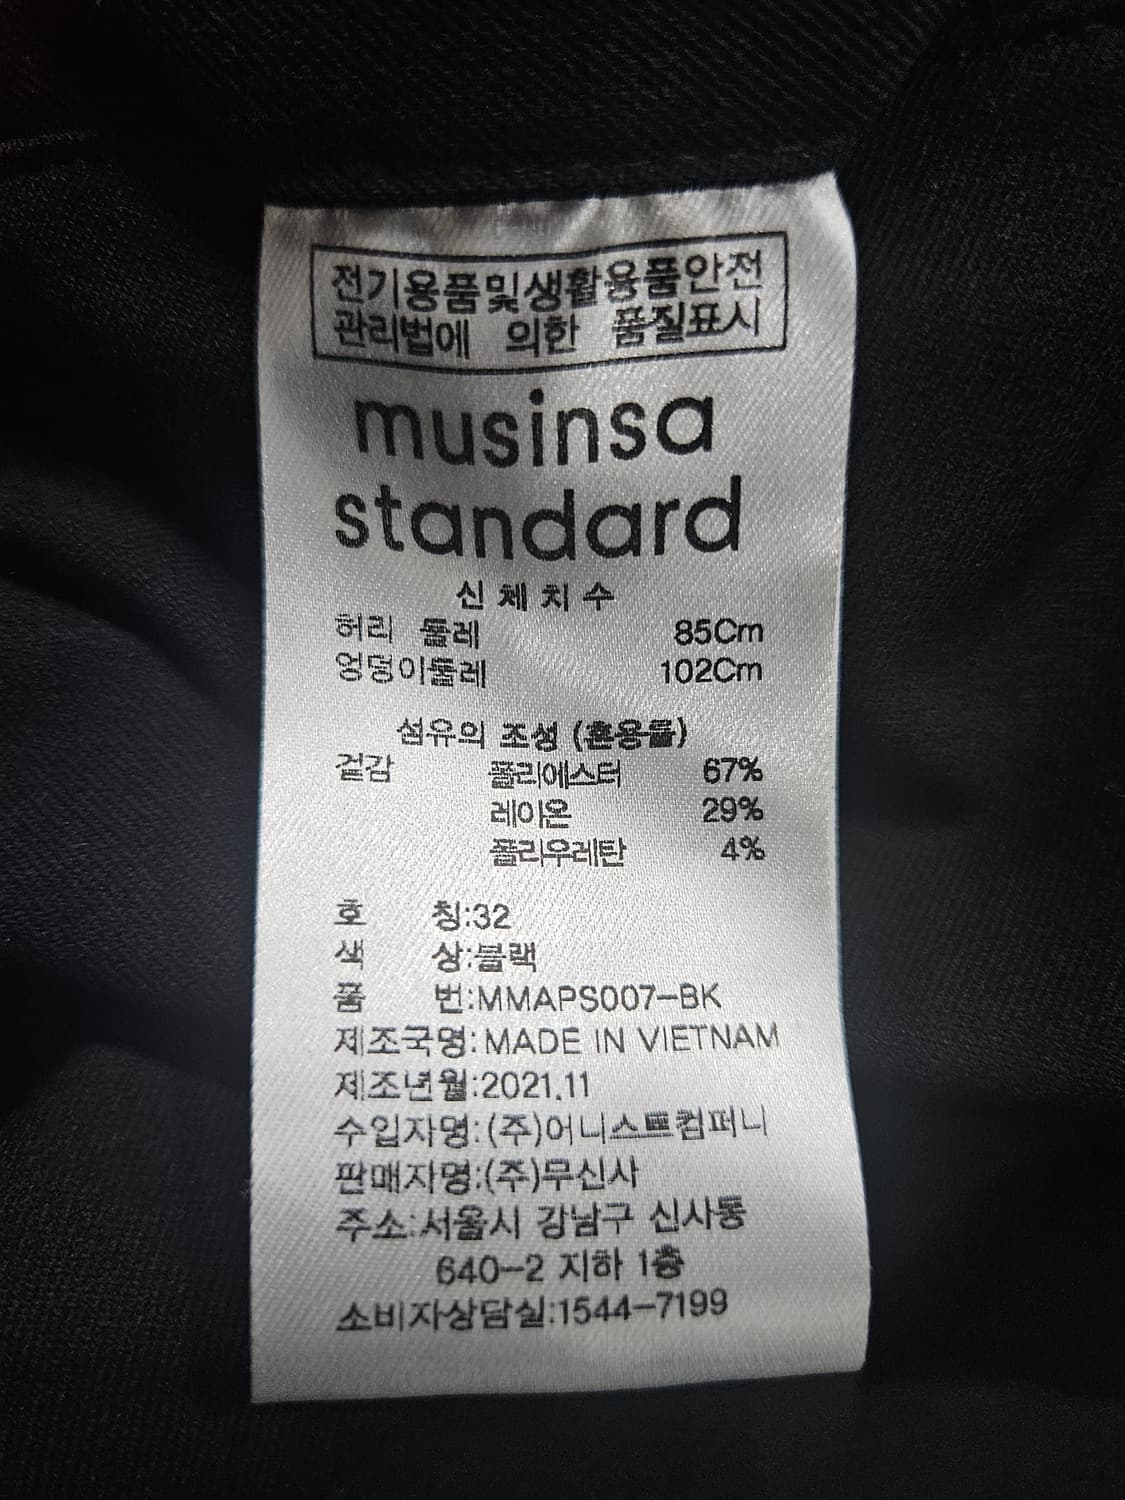 전기용품및생활용품안전
관리법에 의한 품질표시
musinsa
standard
신체치수
허리 둘레 85Cm
엉덩이둘레 102Cm
섬유의 조성 (혼용률)
겉감 폴리에스터 67%
레이온 29%
폴리우레탄 4%
호 칭:32
색 상:블랙
품 번:MMAPS007-BK
제조국명:MADE IN VIETNAM
제조년월:2021.11
수입자명:(주)어니스트컴퍼니
판매자명:(주)무신사
주소:서울시 강남구 신사동
640-2 지하 1층
소비자상담실:1544-7199